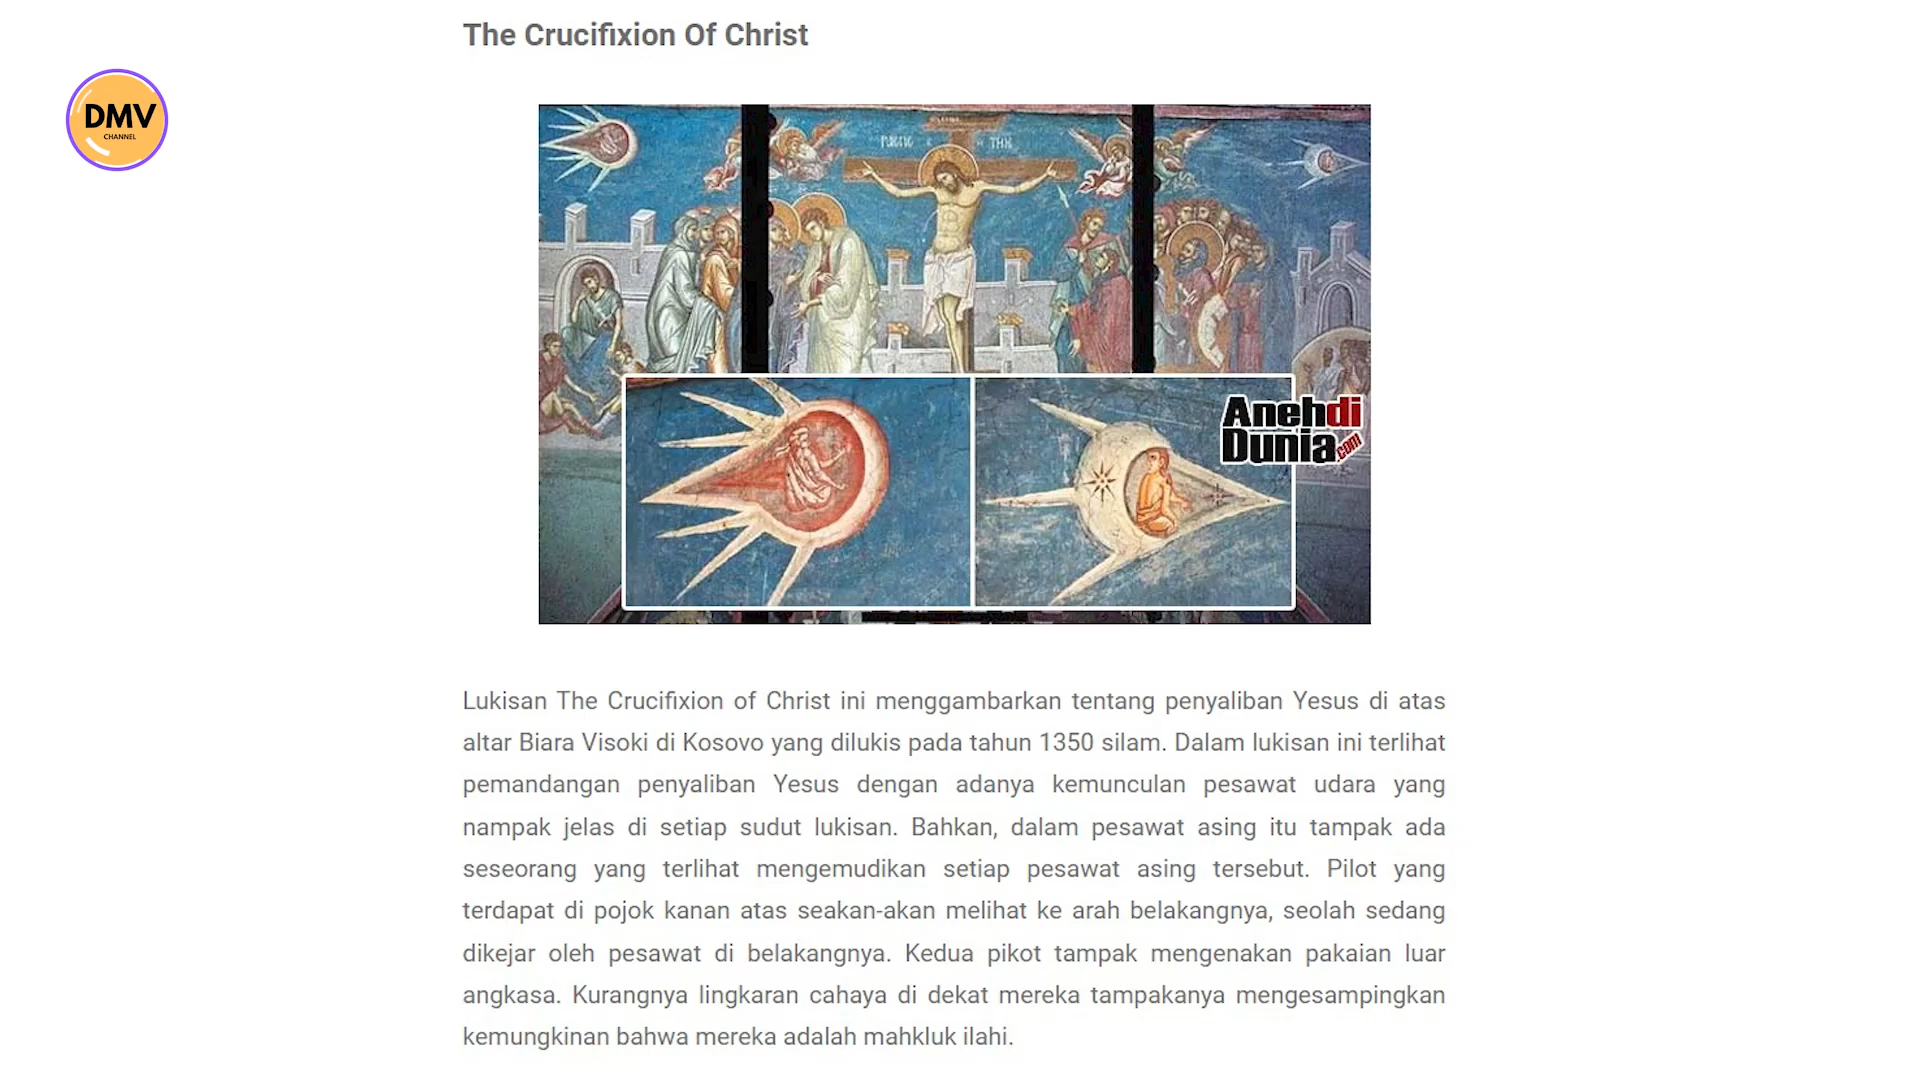 The Crucifixion Of Christ
DMV
CHANNEL
Anehdi
Dunia.com
Lukisan The Crucifixion of Christ ini menggambarkan tentang penyaliban Yesus di atas
altar Biara Visoki di Kosovo yang dilukis pada tahun 1350 silam. Dalam lukisan ini terlihat
pemandangan penyaliban Yesus dengan adanya kemunculan pesawat udara yang
nampak jelas di setiap sudut lukisan. Bahkan, dalam pesawat asing itu tampak ada
seseorang yang terlihat mengemudikan setiap pesawat asing tersebut. Pilot yang
terdapat di pojok kanan atas seakan-akan melihat ke arah belakangnya, seolah sedang
dikejar oleh pesawat di belakangnya. Kedua pikot tampak mengenakan pakaian luar
angkasa. Kurangnya lingkaran cahaya di dekat mereka tampakanya mengesampingkan
kemungkinan bahwa mereka adalah mahkluk ilahi.